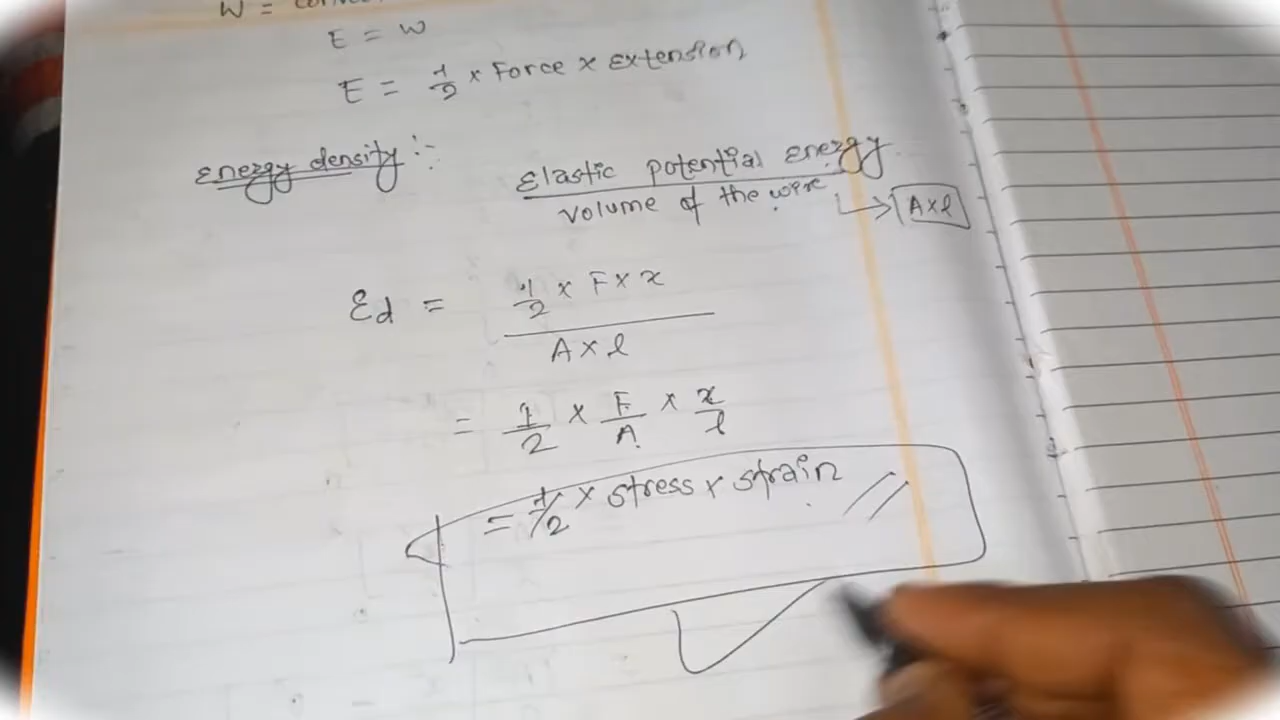 W =
E = W
E = 1/2 × Force × Extension
Energy density :-
Elastic potential Energy
volume of the wire → A×l
Ed = 1/2 × F × x
A × l
= 1/2 × F/A × x/l
= 1/2 × stress × strain //